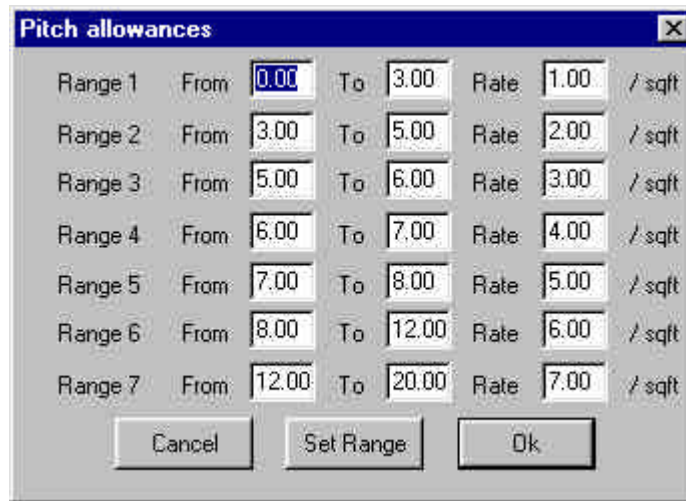 Pitch allowances
Range 1 From 0.00 To 3.00 Rate 1.00 / sqft
Range 2 From 3.00 To 5.00 Rate 2.00 / sqft
Range 3 From 5.00 To 6.00 Rate 3.00 / sqft
Range 4 From 6.00 To 7.00 Rate 4.00 / sqft
Range 5 From 7.00 To 8.00 Rate 5.00 / sqft
Range 6 From 8.00 To 12.00 Rate 6.00 / sqft
Range 7 From 12.00 To 20.00 Rate 7.00 / sqft
Cancel Set Range Ok